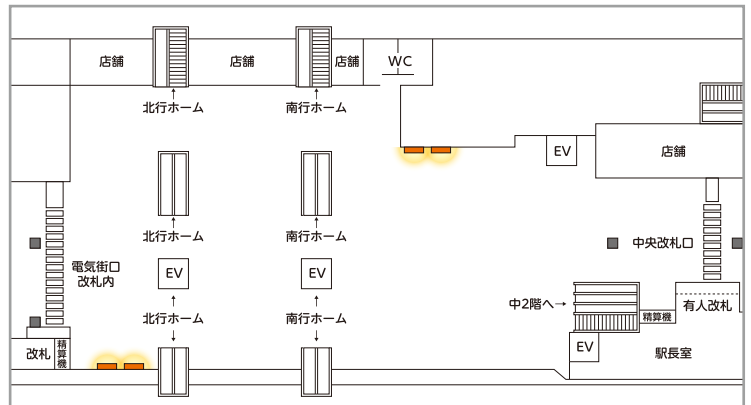 店舗
店舗
店舗
WC
北行ホーム
南行ホーム
EV
店舗
北行ホーム
南行ホーム
中央改札口
電気街口
改札内
EV
EV
中2階へ→
有人改札
精算機
北行ホーム
南行ホーム
改札
精算機
EV
駅長室